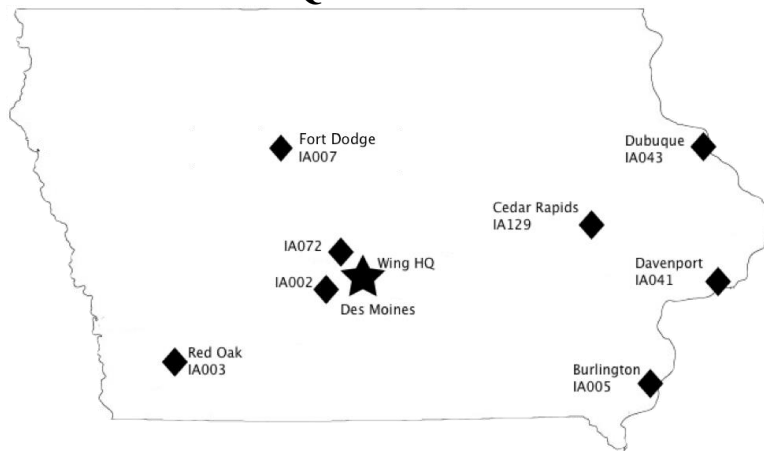 Fort Dodge
IA007
Dubuque
IA043
Cedar Rapids
IA129
IA072
Wing HQ
Davenport
IA041
IA002
Des Moines
Red Oak
IA003
Burlington
IA005